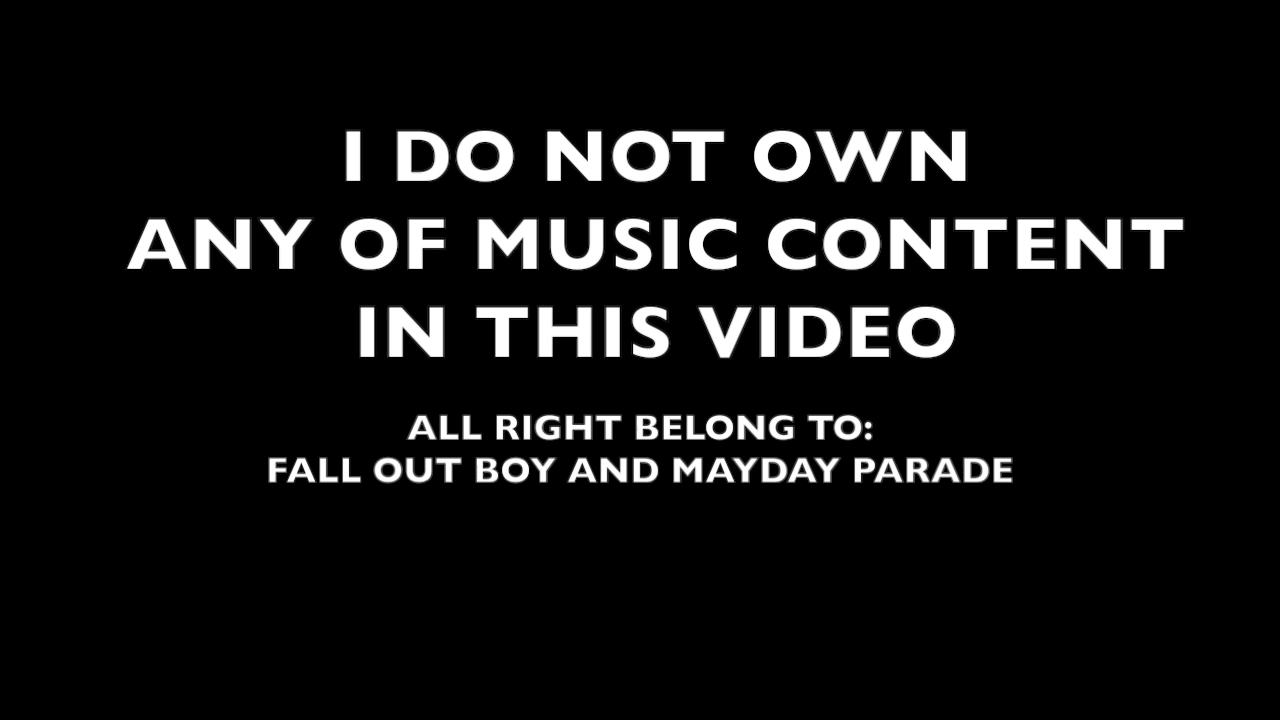 I DO NOT OWN
ANY OF MUSIC CONTENT
IN THIS VIDEO
ALL RIGHT BELONG TO:
FALL OUT BOY AND MAYDAY PARADE